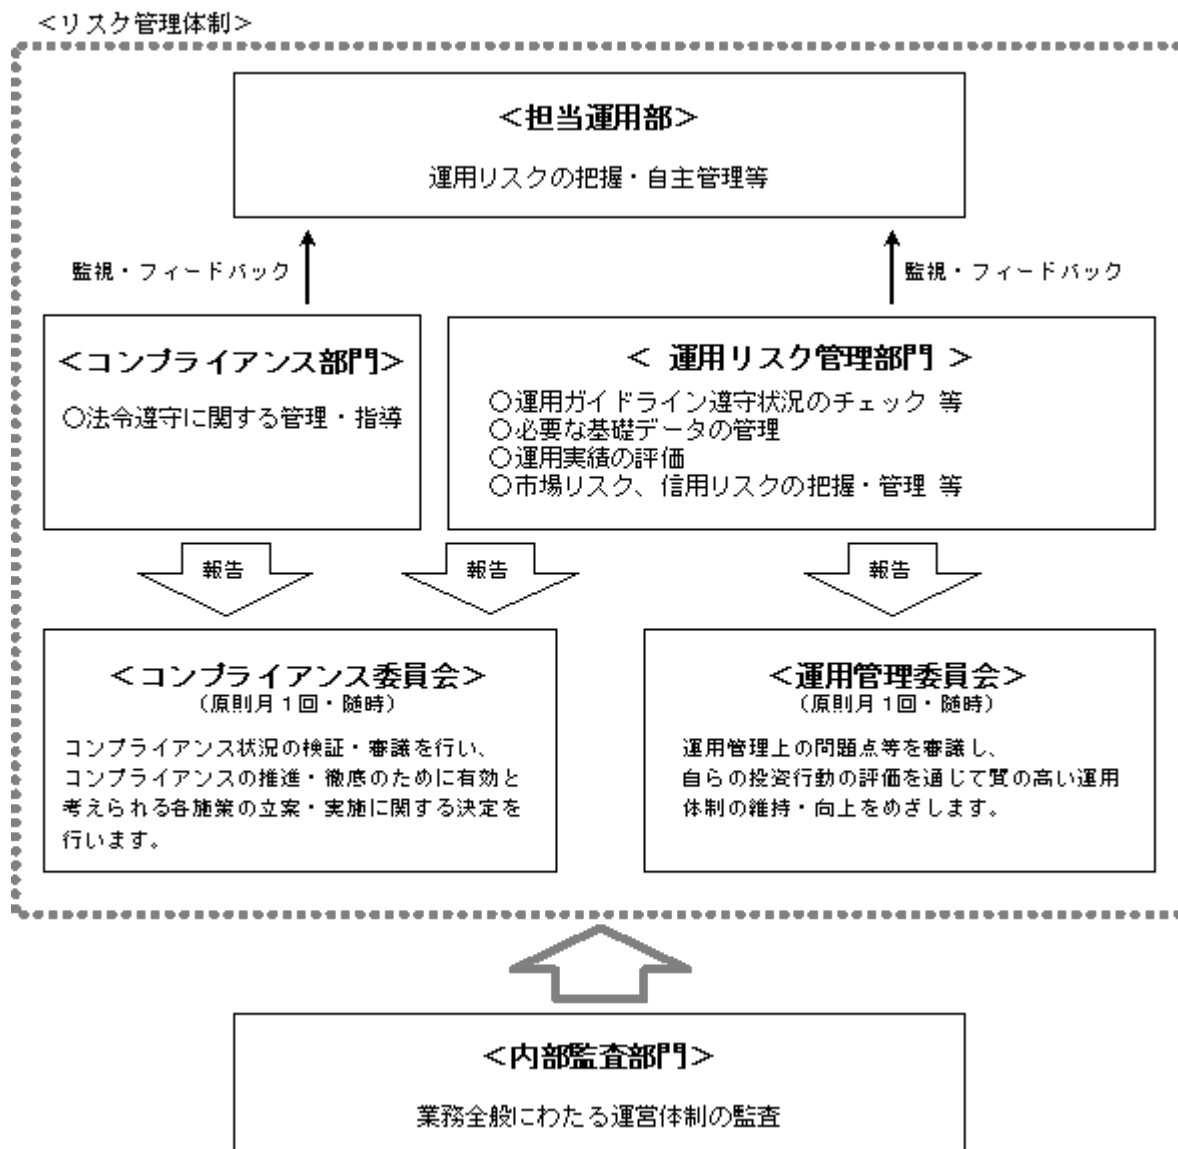 <リスク管理体制>
<担当運用部>
運用リスクの把握・自主管理等
監視・フィードバック
監視・フィードバック
<コンプライアンス部門>
○法令遵守に関する管理・指導
< 運用リスク管理部門 >
○運用ガイドライン遵守状況のチェック 等
○必要な基礎データの管理
○運用実績の評価
○市場リスク、信用リスクの把握・管理 等
報告
報告
報告
<コンプライアンス委員会>
(原則月1回・随時)
コンプライアンス状況の検証・審議を行い、
コンプライアンスの推進・徹底のために有効と
考えられる各施策の立案・実施に関する決定を
行います。
<運用管理委員会>
(原則月1回・随時)
運用管理上の問題点等を審議し、
自らの投資行動の評価を通じて質の高い運用
体制の維持・向上をめざします。
<内部監査部門>
業務全般にわたる運営体制の監査